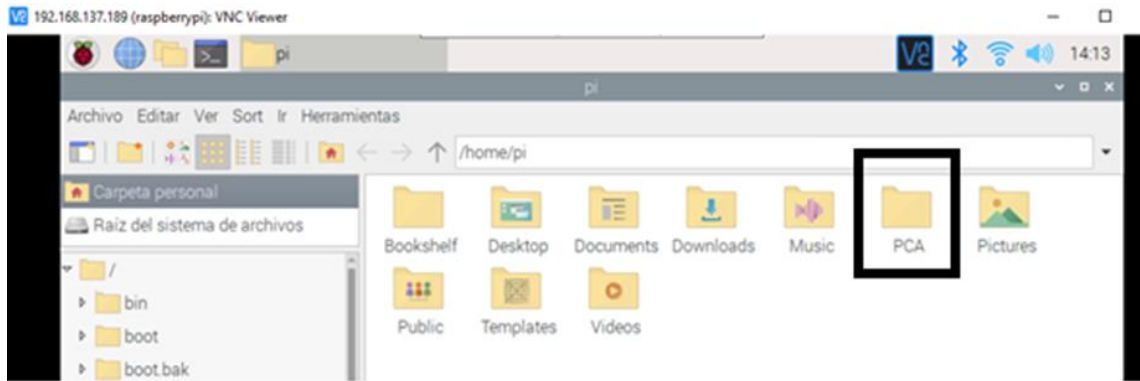 192.168.137.189 (raspberrypi): VNC Viewer
pi
14:13
pi
Archivo Editar Ver Sort Ir Herramientas
/home/pi
Carpeta personal
Raíz del sistema de archivos
Bookshelf Desktop Documents Downloads Music PCA Pictures
/
bin
Public Templates Videos
boot
boot.bak